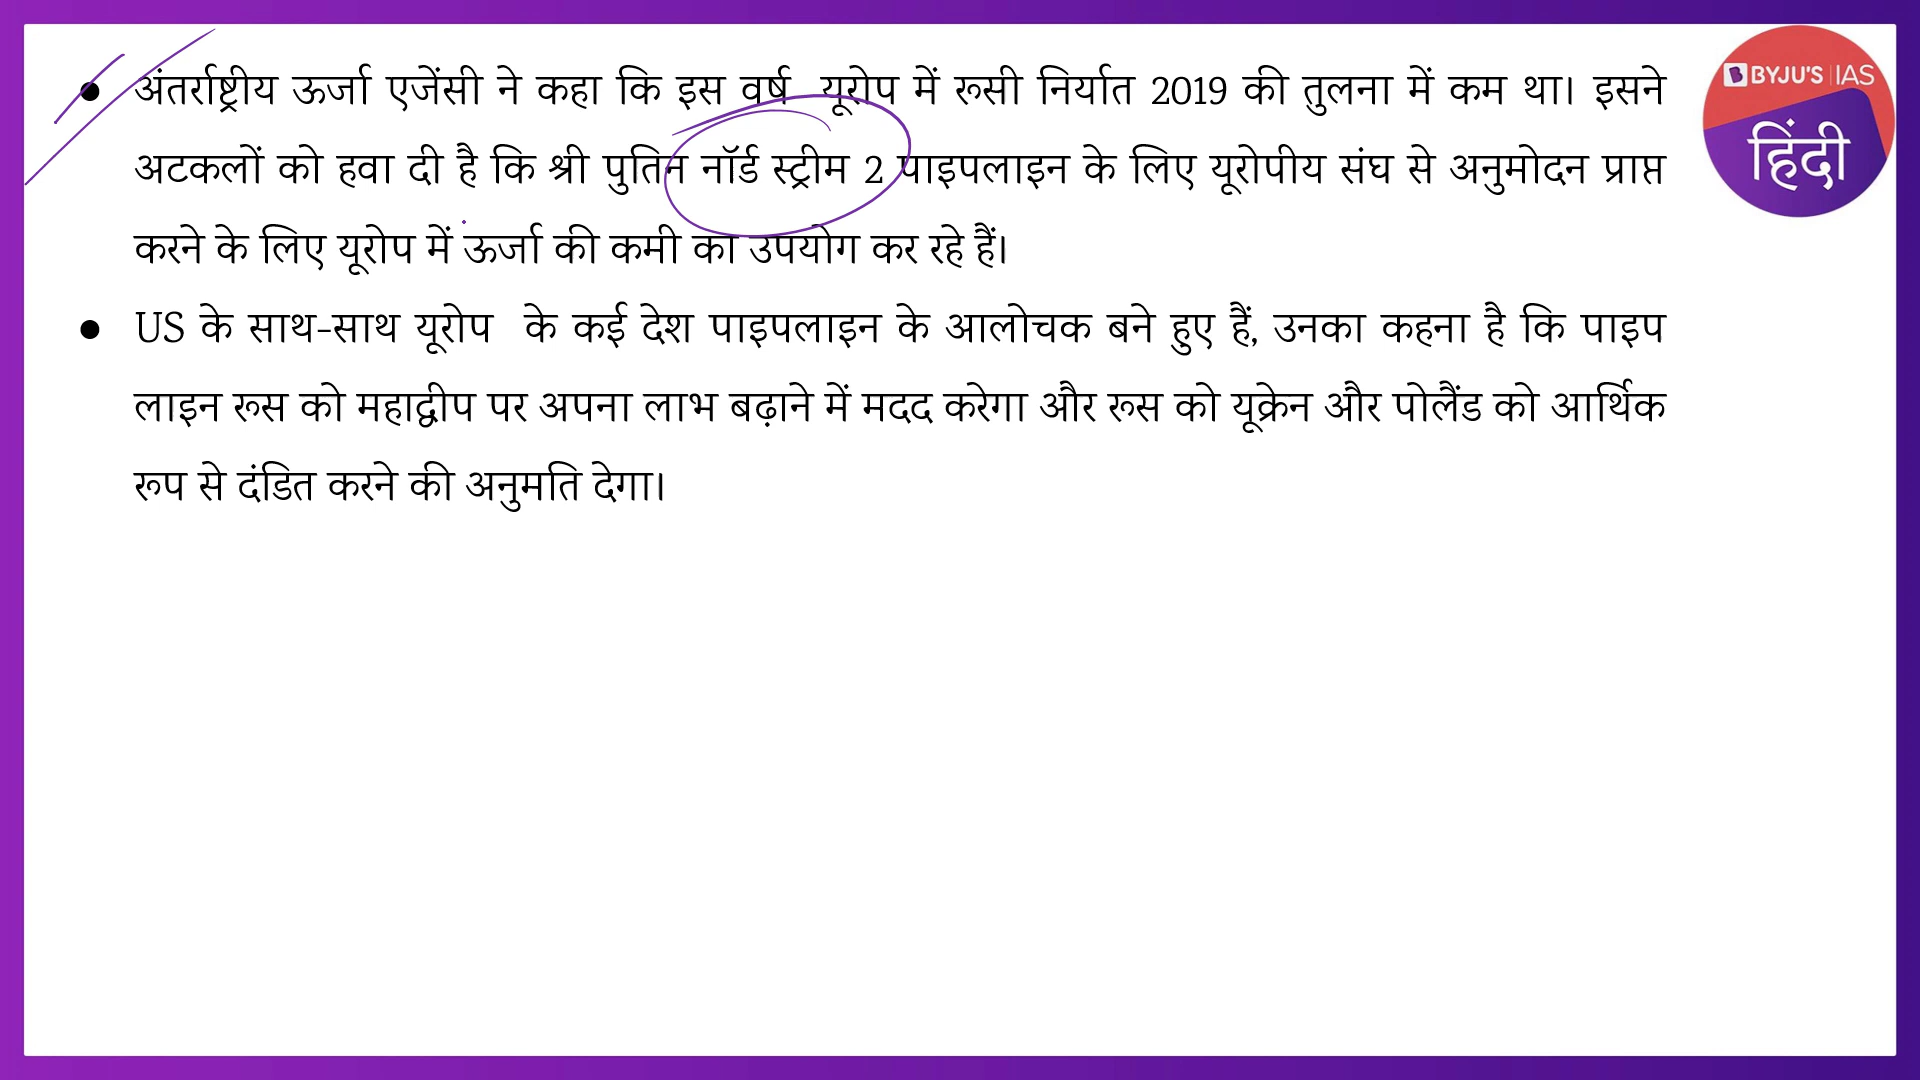 ● अंतर्राष्ट्रीय ऊर्जा एजेंसी ने कहा कि इस वर्ष यूरोप में रूसी निर्यात 2019 की तुलना में कम था। इसने
अटकलों को हवा दी है कि श्री पुतिन नॉर्ड स्ट्रीम 2 पाइपलाइन के लिए यूरोपीय संघ से अनुमोदन प्राप्त
करने के लिए यूरोप में ऊर्जा की कमी का उपयोग कर रहे हैं।
● US के साथ-साथ यूरोप के कई देश पाइपलाइन के आलोचक बने हुए हैं, उनका कहना है कि पाइप
लाइन रूस को महाद्वीप पर अपना लाभ बढ़ाने में मदद करेगा और रूस को यूक्रेन और पोलैंड को आर्थिक
रूप से दंडित करने की अनुमति देगा।
BYJU'S | IAS
हिंदी